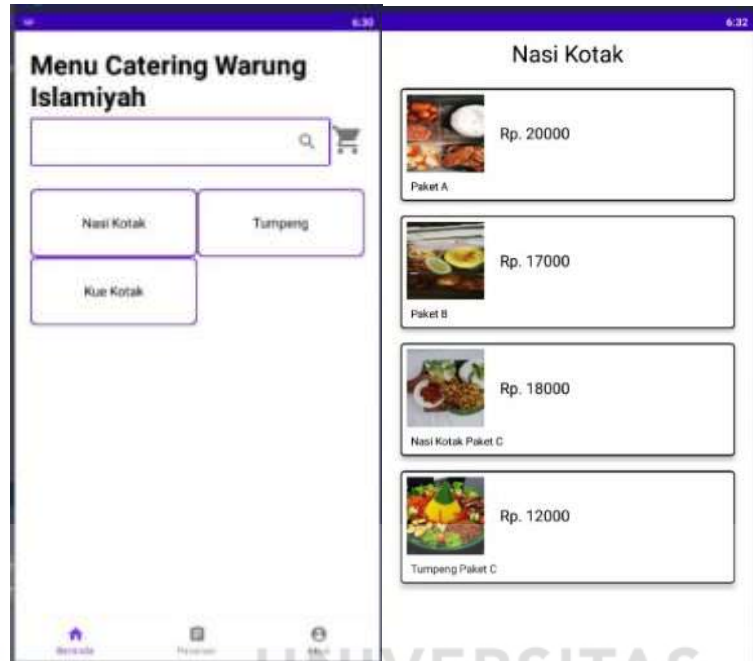 6:30
Menu Catering Warung
Islamiyah
Nasi Kotak
Tumpeng
Kue Kotak
Beranda
Pesanan
6:32
Nasi Kotak
Rp. 20000
Paket A
Rp. 17000
Paket B
Rp. 18000
Nasi Kotak Paket C
Rp. 12000
Tumpeng Paket C
UNIVERSITAS